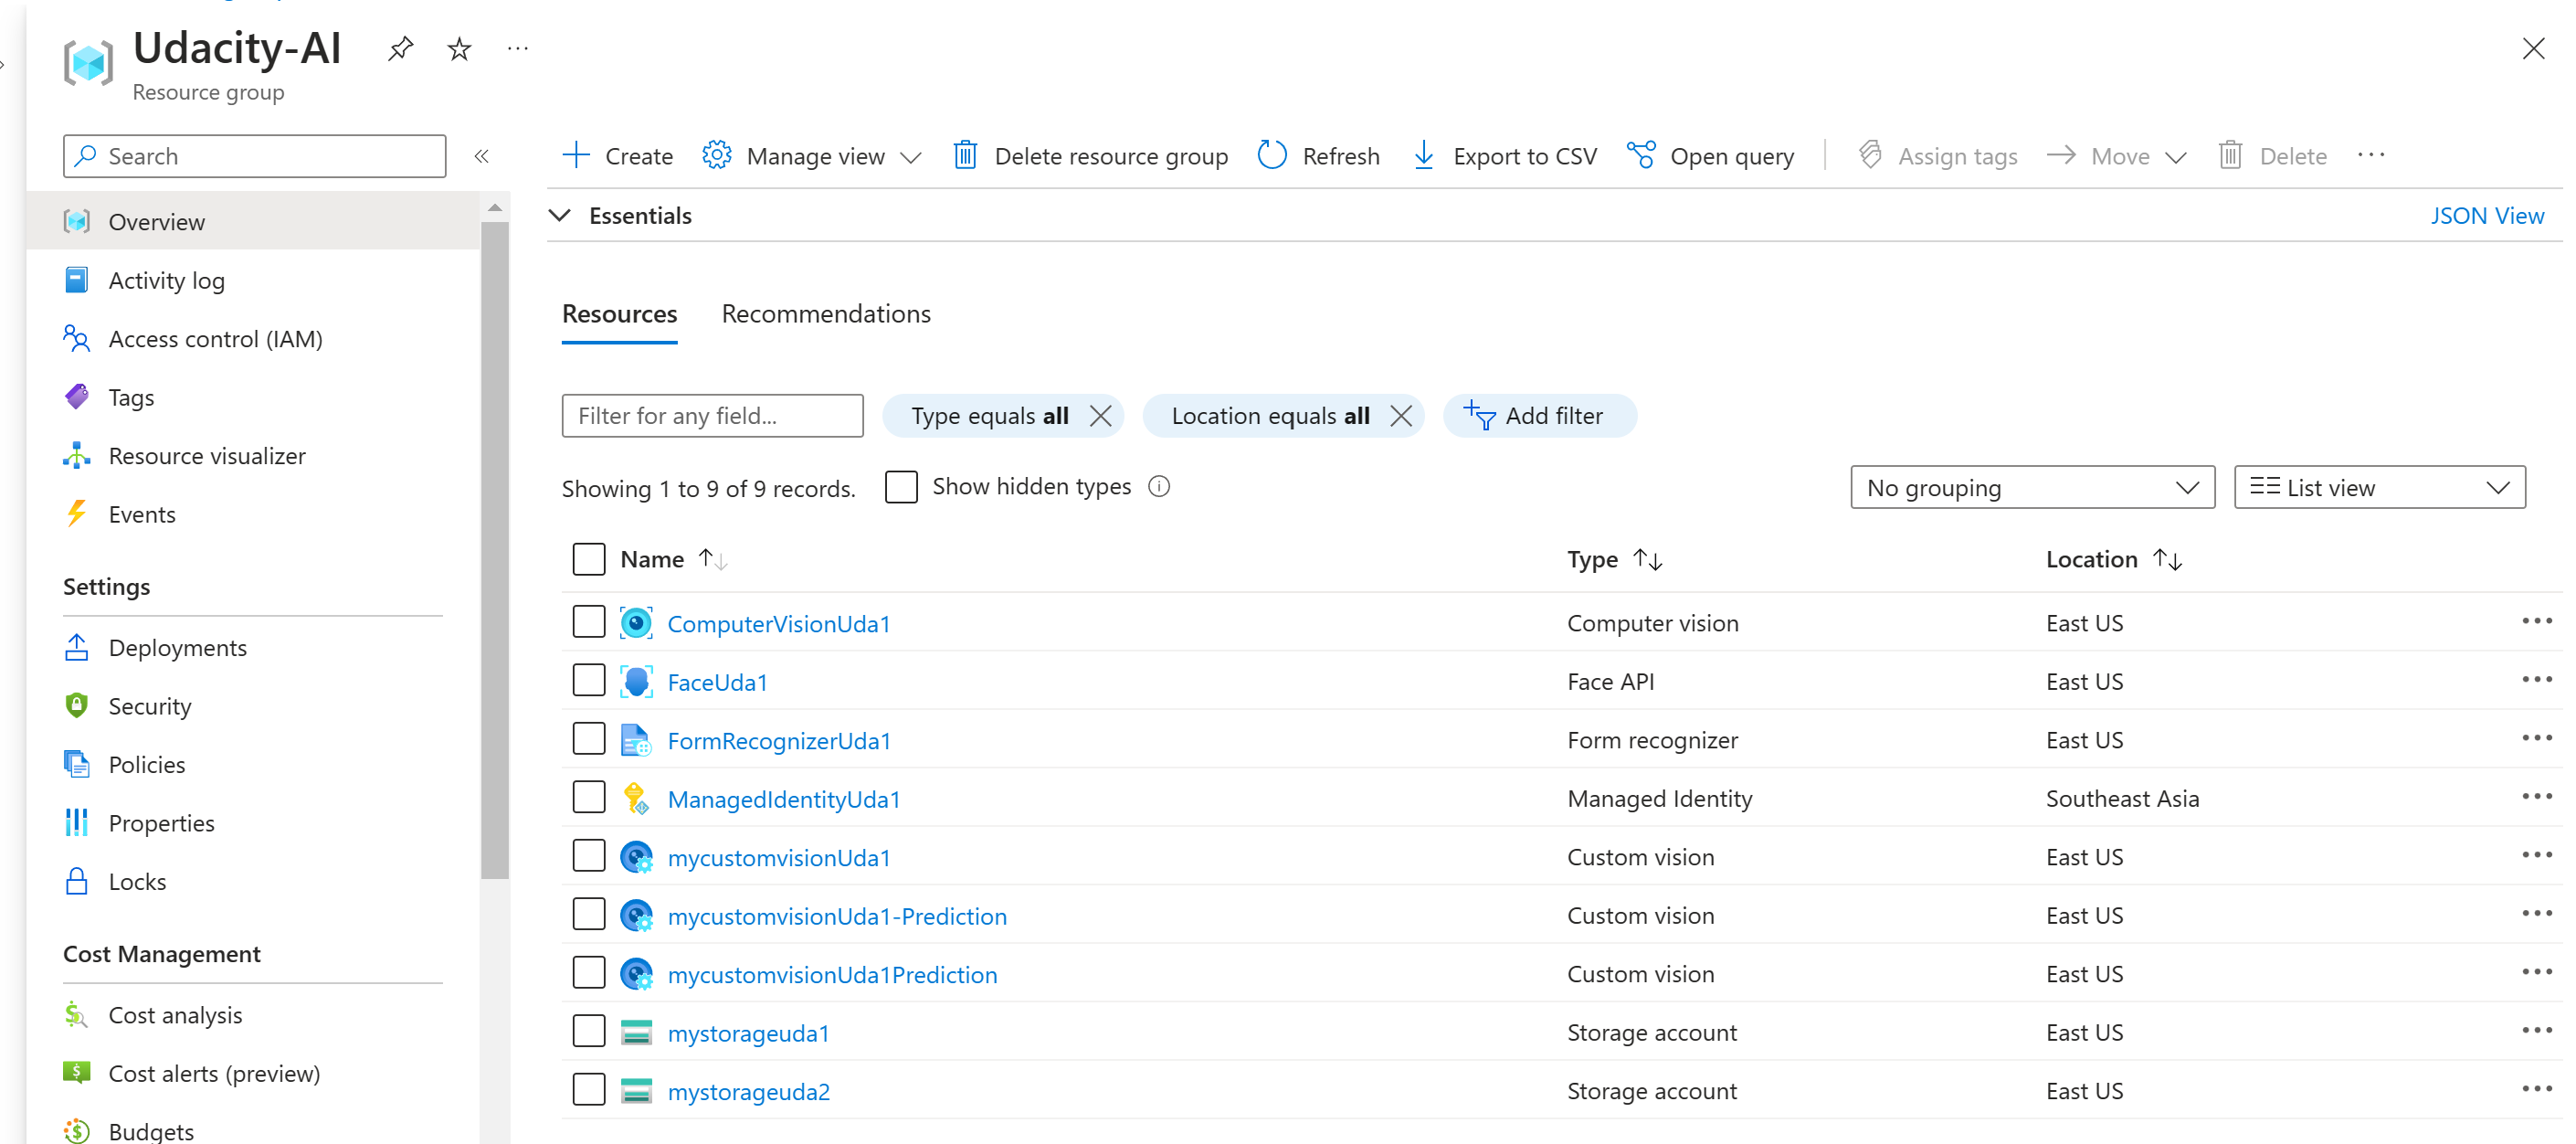 Udacity-AI
Resource group
Search
Create Manage view Delete resource group Refresh Export to CSV Open query Assign tags Move Delete
Overview
Activity log
Access control (IAM)
Tags
Resource visualizer
Events
Settings
Deployments
Security
Policies
Properties
Locks
Cost Management
Cost analysis
Cost alerts (preview)
Budgets
Essentials JSON View
Resources Recommendations
Filter for any field... Type equals all Location equals all Add filter
Showing 1 to 9 of 9 records. Show hidden types No grouping List view
Name Type Location
ComputerVisionUda1 Computer vision East US
FaceUda1 Face API East US
FormRecognizerUda1 Form recognizer East US
ManagedIdentityUda1 Managed Identity Southeast Asia
mycustomvisionUda1 Custom vision East US
mycustomvisionUda1-Prediction Custom vision East US
mycustomvisionUda1Prediction Custom vision East US
mystorageuda1 Storage account East US
mystorageuda2 Storage account East US